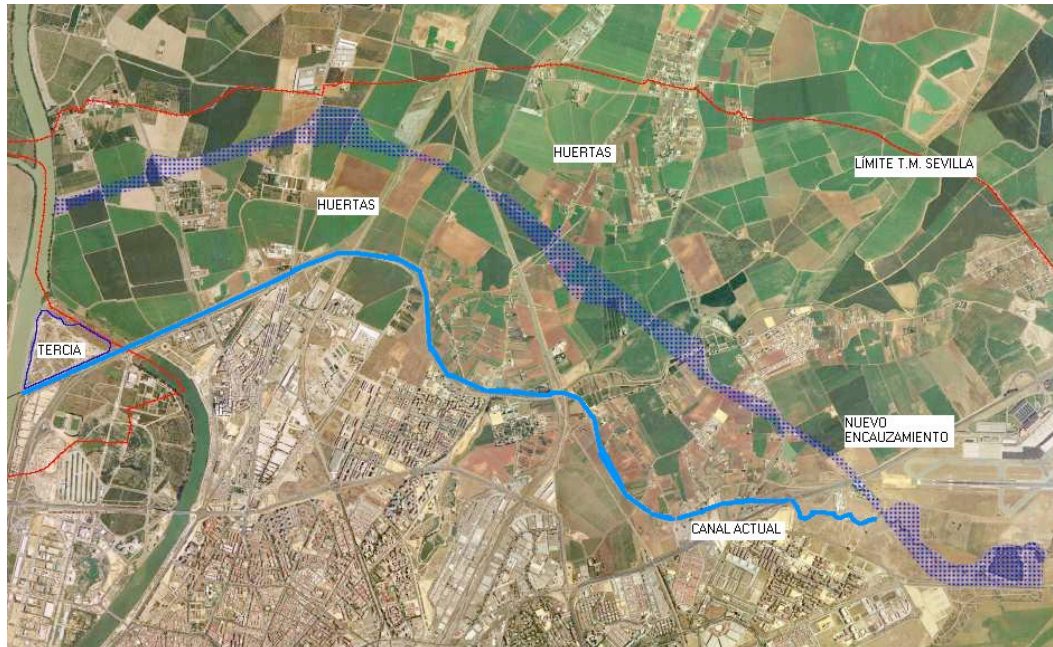 HUERTAS
LÍMITE T.M. SEVILLA
HUERTAS
TERCIA
NUEVO
ENCAUZAMIENTO
CANAL ACTUAL